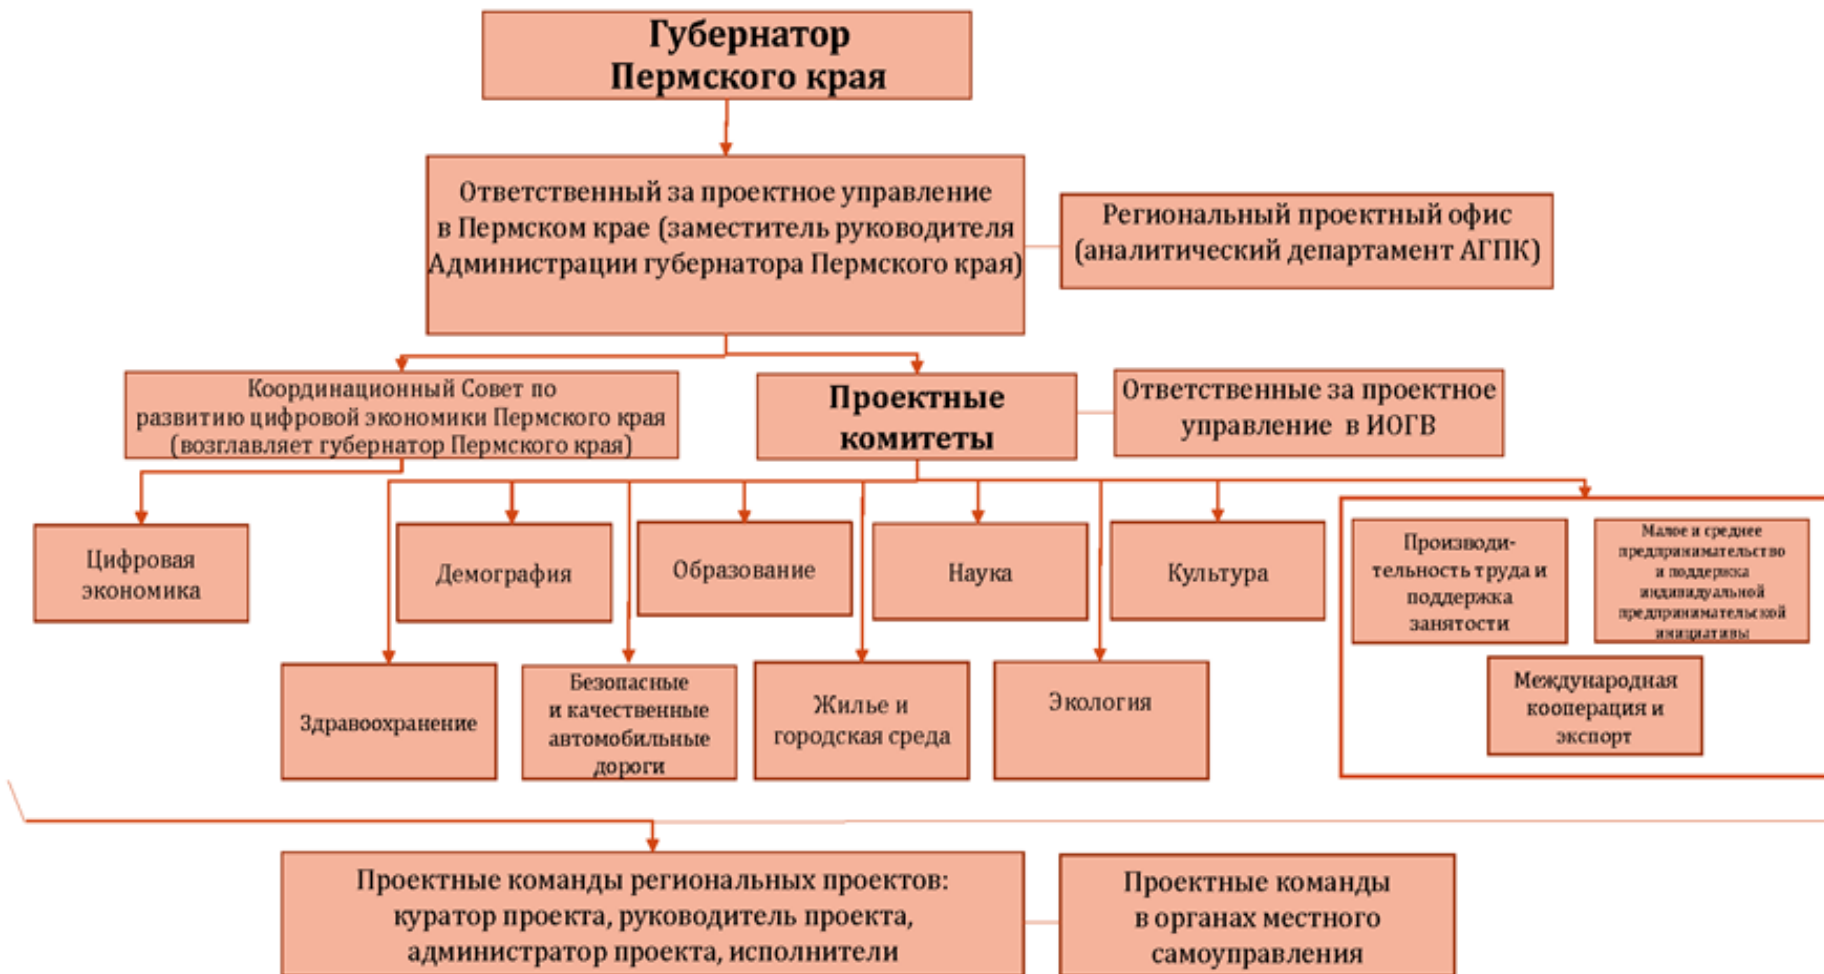 Губернатор
Пермского края
Ответственный за проектное управление
в Пермском крае (заместитель руководителя
Администрации губернатора Пермского края)
Региональный проектный офис
(аналитический департамент АГПК)
Координационный Совет по
развитию цифровой экономики Пермского края
(возглавляет губернатор Пермского края)
Проектные
комитеты
Ответственные за проектное
управление в ИОГВ
Цифровая
экономика
Демография
Образование
Наука
Культура
Производи-
тельность труда и
поддержка
занятости
Малое и среднее
предпринимательство
и поддержка
индивидуальной
предпринимательской
инициативы
Здравоохранение
Безопасные
и качественные
автомобильные
дороги
Жилье и
городская среда
Экология
Международная
кооперация и
экспорт
Проектные команды региональных проектов:
куратор проекта, руководитель проекта,
администратор проекта, исполнители
Проектные команды
в органах местного
самоуправления